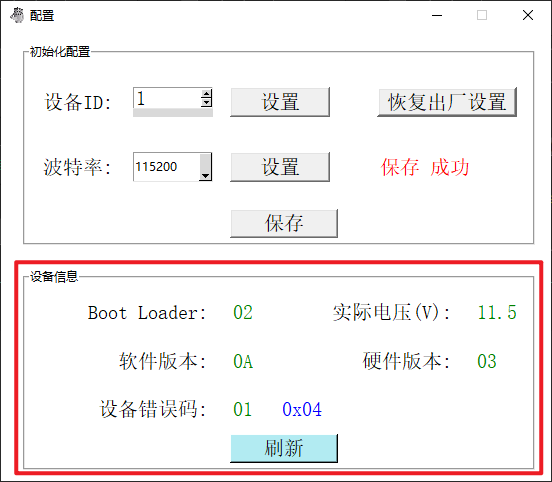 配置
初始化配置
设备ID: 1 设置 恢复出厂设置
波特率: 115200 设置 保存 成功
保存
设备信息
Boot Loader: 02 实际电压(V): 11.5
软件版本: 0A 硬件版本: 03
设备错误码: 01 0x04
刷新